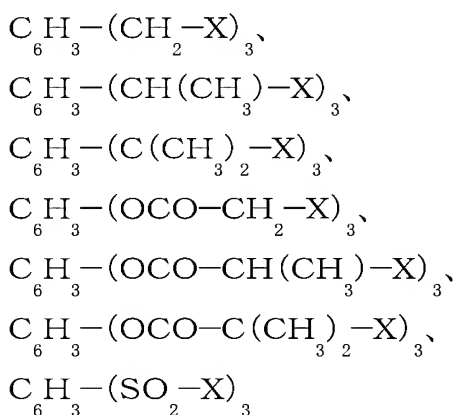 C₆H₃−(CH₂−X)₃、
C₆H₃−(CH(CH₃)−X)₃、
C₆H₃−(C(CH₃)₂−X)₃、
C₆H₃−(OCO−CH₂−X)₃、
C₆H₃−(OCO−CH(CH₃)−X)₃、
C₆H₃−(OCO−C(CH₃)₂−X)₃、
C₆H₃−(SO₂−X)₃